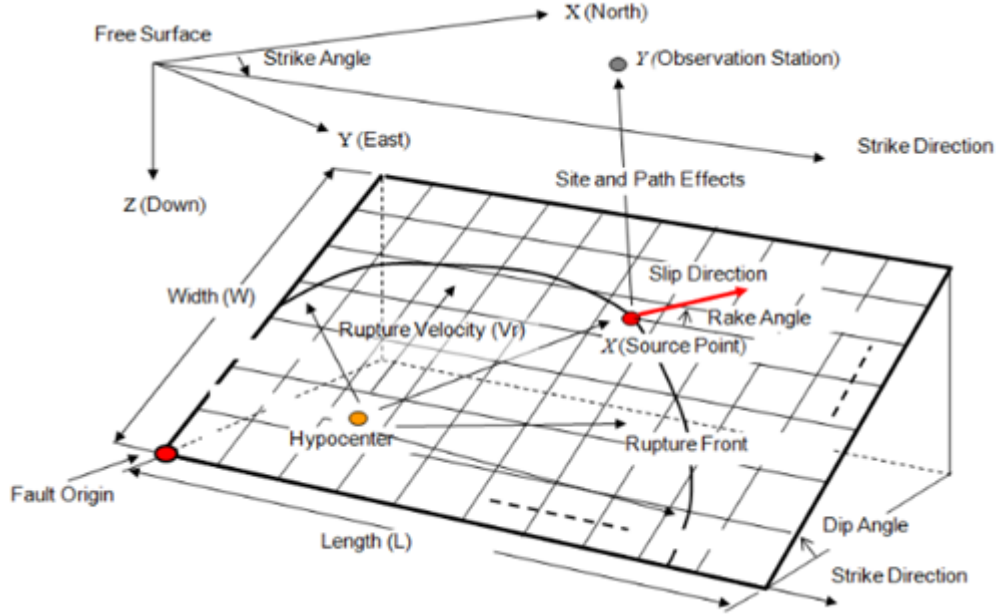 X (North)
Free Surface
Strike Angle
Y (Observation Station)
Y (East)
Strike Direction
Z (Down)
Site and Path Effects
Slip Direction
Width (W)
Rake Angle
Rupture Velocity (Vr)
X (Source Point)
Hypocenter
Rupture Front
Fault Origin
Length (L)
Dip Angle
Strike Direction